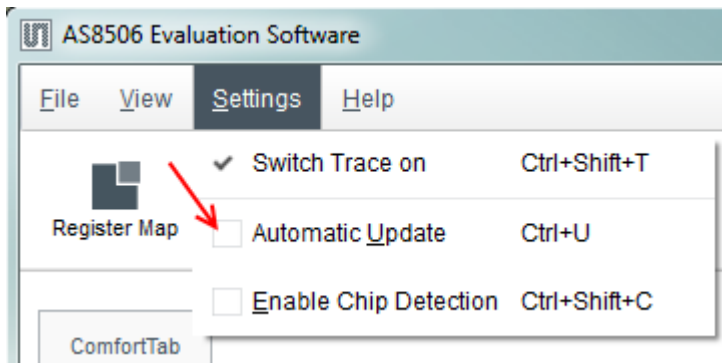 AS8506 Evaluation Software
File View Settings Help
Switch Trace on Ctrl+Shift+T
Register Map
Automatic Update Ctrl+U
Enable Chip Detection Ctrl+Shift+C
ComfortTab